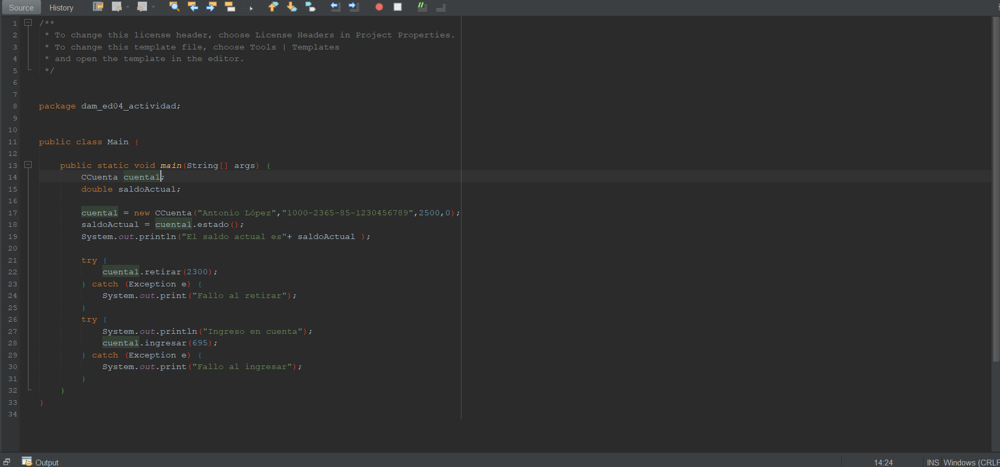 Source History
1 /**
2 * To change this license header, choose License Headers in Project Properties.
3 * To change this template file, choose Tools | Templates
4 * and open the template in the editor.
5 */
6
7
8 package dam_ed04_actividad;
9
10
11 public class Main {
12
13 public static void main(String[] args) {
14 CCuenta cuenta1;
15 double saldoActual;
16
17 cuenta1 = new CCuenta("Antonio López","1000-2365-85-1230456789",2500,0);
18 saldoActual = cuenta1.estado();
19 System.out.println("El saldo actual es"+ saldoActual );
20
21 try {
22 cuenta1.retirar(2300);
23 } catch (Exception e) {
24 System.out.print("Fallo al retirar");
25 }
26 try {
27 System.out.println("Ingreso en cuenta");
28 cuenta1.ingresar(695);
29 } catch (Exception e) {
30 System.out.print("Fallo al ingresar");
31 }
32 }
33 }
34
Output 14:24 INS Windows (CRLF